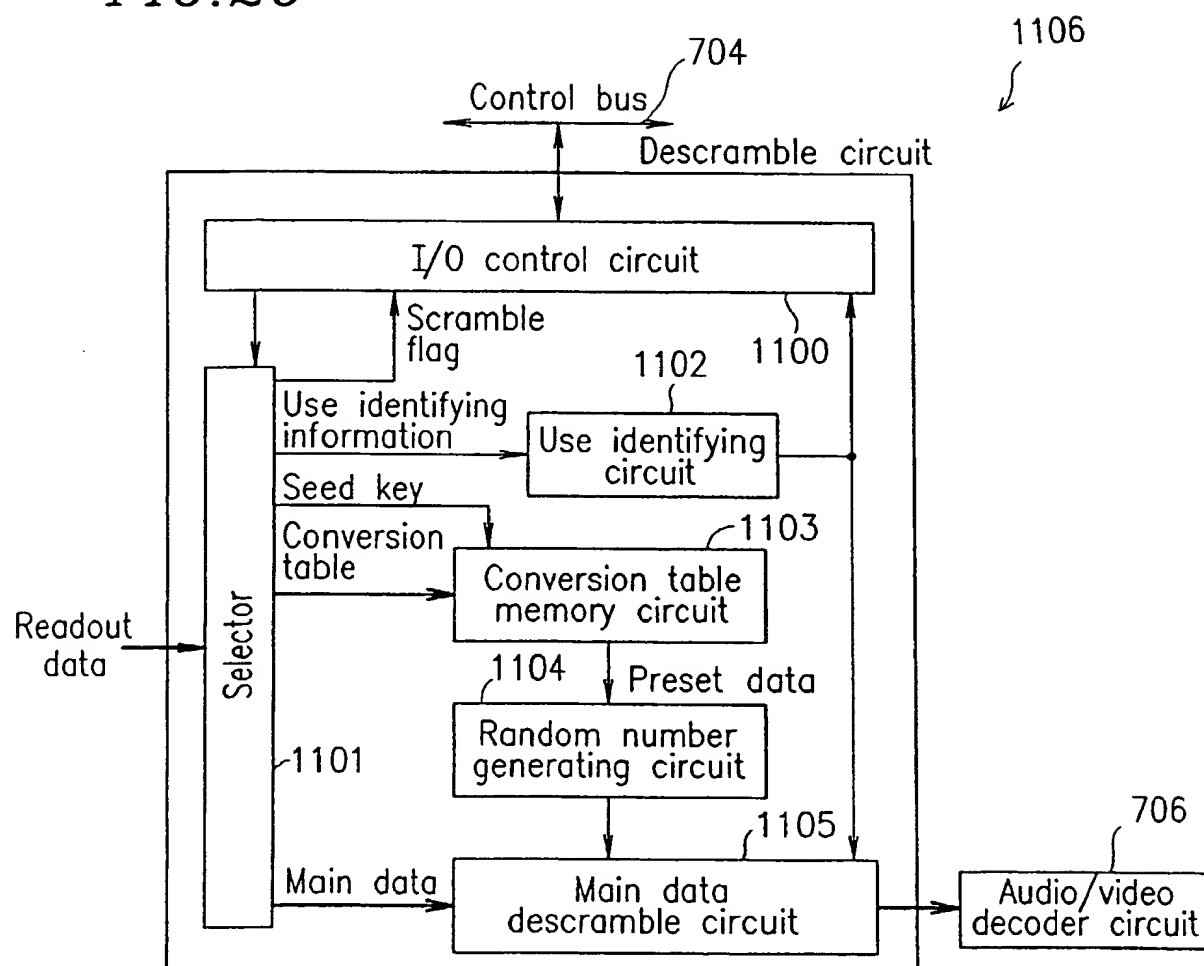 1106
704
Control bus
Descramble circuit
I/O control circuit
Scramble
flag
1100
1102
Use identifying
information
Use identifying
circuit
Seed key
1103
Conversion
table
Conversion table
memory circuit
Readout
data
Selector
1104
Preset data
Random number
generating circuit
1101
1105
706
Main data
Main data
descramble circuit
Audio/video
decoder circuit